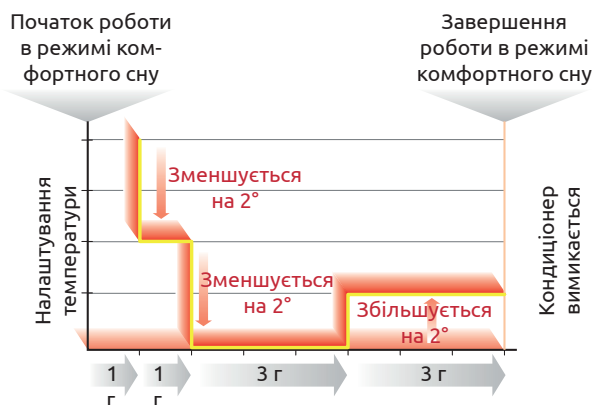 Початок роботи
в режимі ком-
фортного сну
Завершення
роботи в режимі
комфортного сну
Налаштування
температури
Зменшується
на 2°
Зменшується
на 2°
Збільшується
на 2°
Кондиціонер
вимикається
1
г
1
г
3 г
3 г